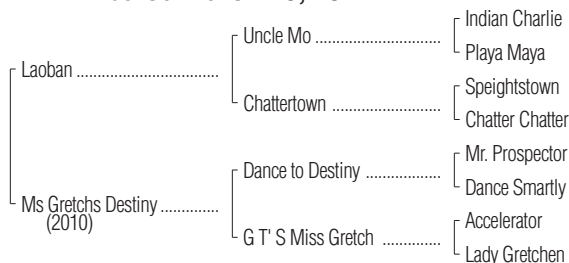 Indian Charlie
Uncle Mo ..................................
Playa Maya
Laoban ......................................
Speightstown
Chattertown .............................
Chatter Chatter
Mr. Prospector
Dance to Destiny ....................
Dance Smartly
Ms Gretchs Destiny ...............
(2010)
Accelerator
G T' S Miss Gretch ...............
Lady Gretchen